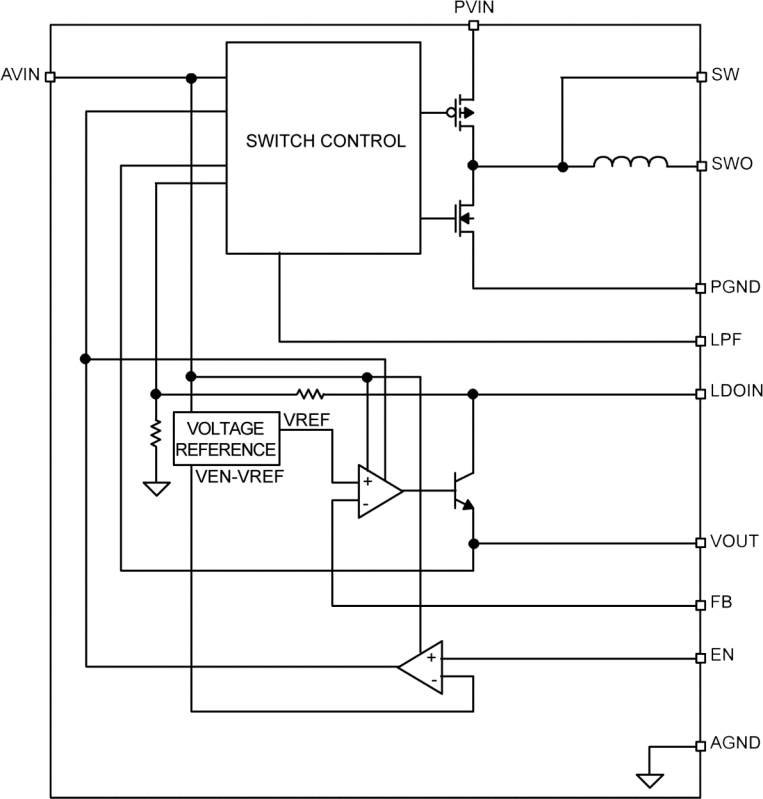 PVIN
AVIN
SW
SWITCH CONTROL
SWO
PGND
LPF
LDOIN
VREF
VOLTAGE
REFERENCE
VEN-VREF
+
-
VOUT
FB
EN
+
-
AGND